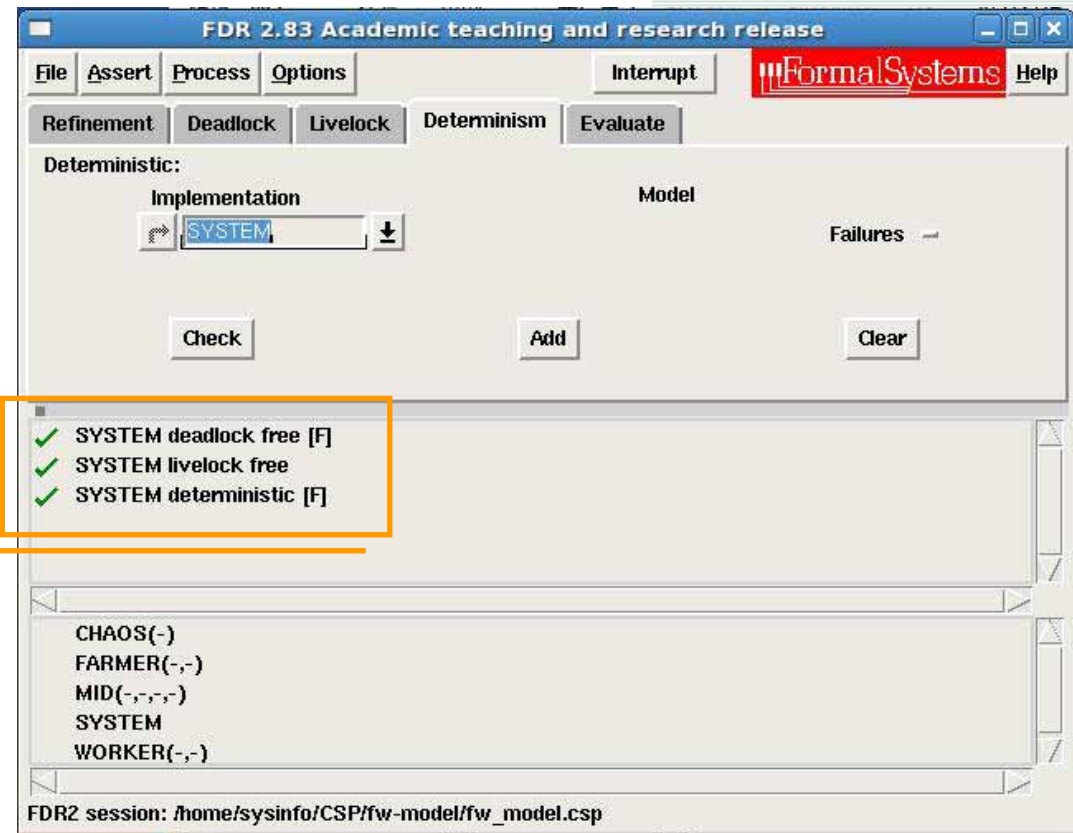 FDR 2.83 Academic teaching and research release
File Assert Process Options Interrupt FormalSystems Help
Refinement Deadlock Livelock Determinism Evaluate
Deterministic:
Implementation Model
SYSTEM Failures
Check Add Clear
SYSTEM deadlock free [F]
SYSTEM livelock free
SYSTEM deterministic [F]
CHAOS(-)
FARMER(-,-)
MID(-,-,-,-)
SYSTEM
WORKER(-,-)
FDR2 session: /home/sysinfo/CSP/fw-model/fw_model.csp